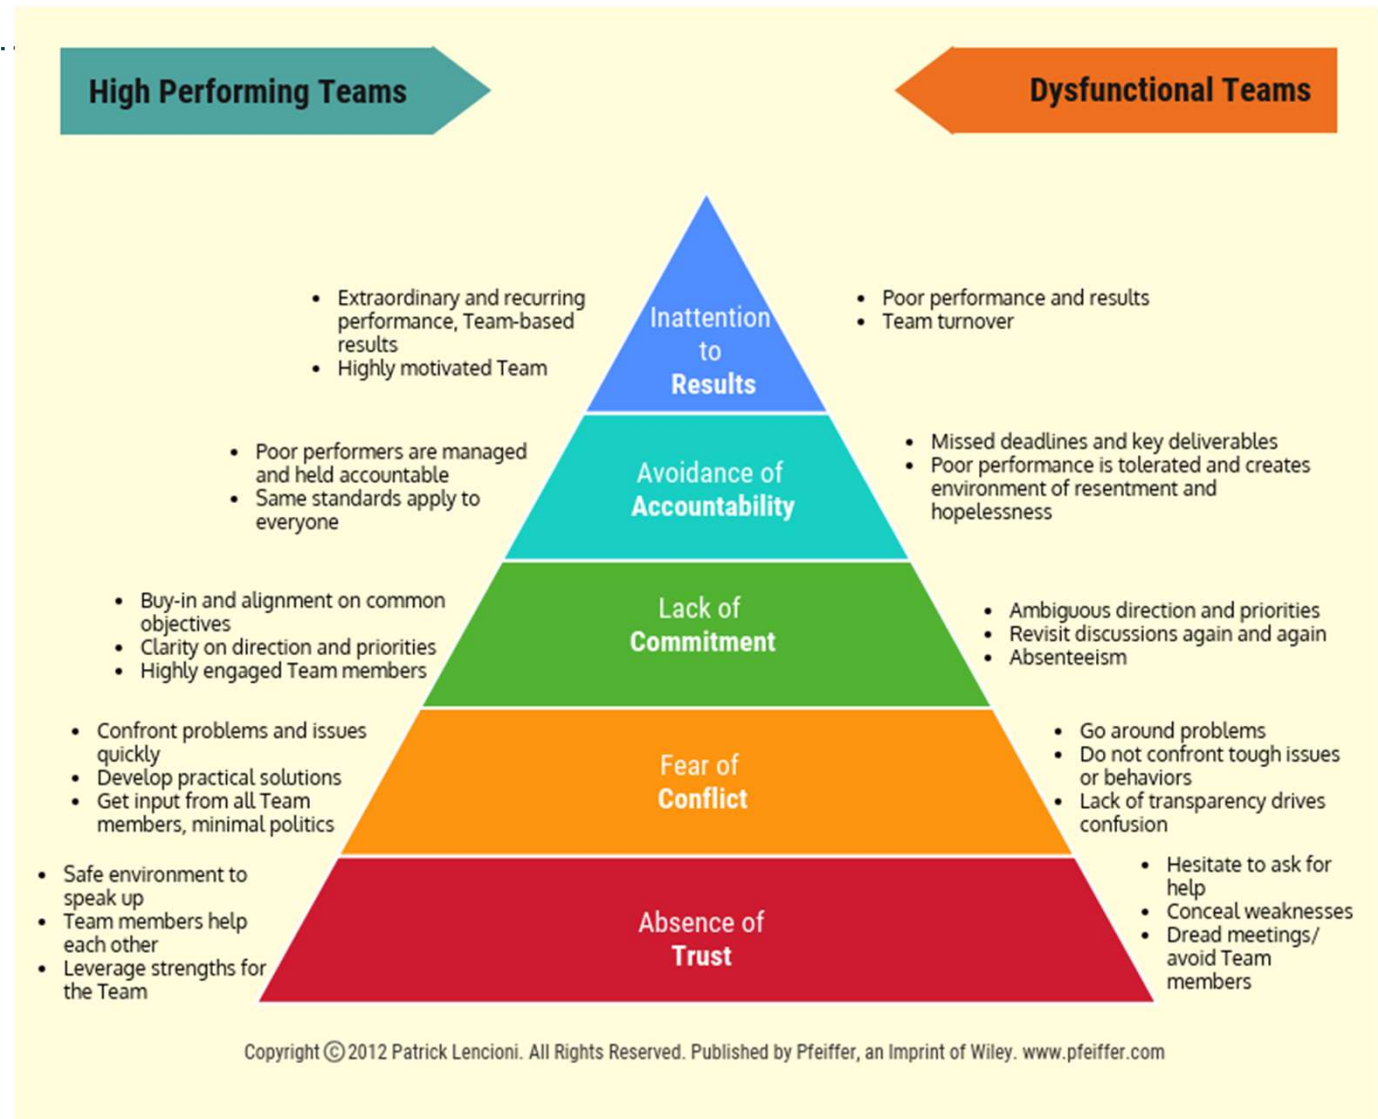 High Performing Teams
Dysfunctional Teams
• Extraordinary and recurring
performance, Team-based
results
• Highly motivated Team
Inattention
to
Results
• Poor performance and results
• Team turnover
• Poor performers are managed
and held accountable
• Same standards apply to
everyone
Avoidance of
Accountability
• Missed deadlines and key deliverables
• Poor performance is tolerated and creates
environment of resentment and
hopelessness
• Buy-in and alignment on common
objectives
• Clarity on direction and priorities
• Highly engaged Team members
Lack of
Commitment
• Ambiguous direction and priorities
• Revisit discussions again and again
• Absenteeism
• Confront problems and issues
quickly
• Develop practical solutions
• Get input from all Team
members, minimal politics
Fear of
Conflict
• Go around problems
• Do not confront tough issues
or behaviors
• Lack of transparency drives
confusion
• Safe environment to
speak up
• Team members help
each other
• Leverage strengths for
the Team
Absence of
Trust
• Hesitate to ask for
help
• Conceal weaknesses
• Dread meetings/
avoid Team
members
Copyright © 2012 Patrick Lencioni. All Rights Reserved. Published by Pfeiffer, an Imprint of Wiley. www.pfeiffer.com